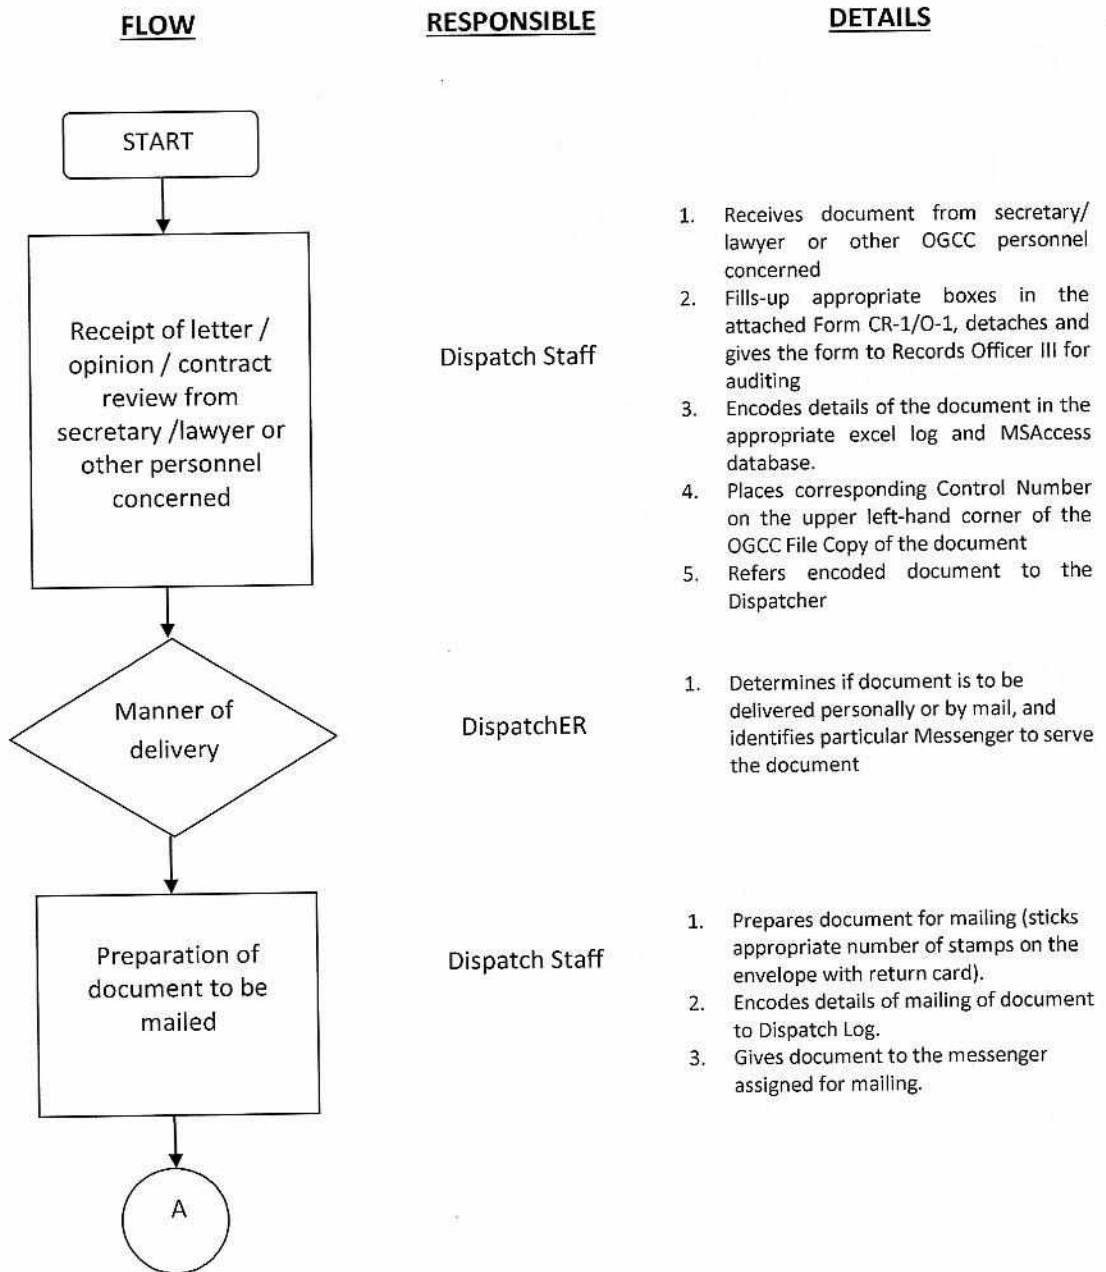 FLOW
RESPONSIBLE
DETAILS
START
Receipt of letter /
opinion / contract
review from
secretary /lawyer or
other personnel
concerned
Dispatch Staff
1. Receives document from secretary/
lawyer or other OGCC personnel
concerned
2. Fills-up appropriate boxes in the
attached Form CR-1/O-1, detaches and
gives the form to Records Officer III for
auditing
3. Encodes details of the document in the
appropriate excel log and MSAccess
database.
4. Places corresponding Control Number
on the upper left-hand corner of the
OGCC File Copy of the document
5. Refers encoded document to the
Dispatcher
Manner of
delivery
DispatchER
1. Determines if document is to be
delivered personally or by mail, and
identifies particular Messenger to serve
the document
Preparation of
document to be
mailed
Dispatch Staff
1. Prepares document for mailing (sticks
appropriate number of stamps on the
envelope with return card).
2. Encodes details of mailing of document
to Dispatch Log.
3. Gives document to the messenger
assigned for mailing.
A